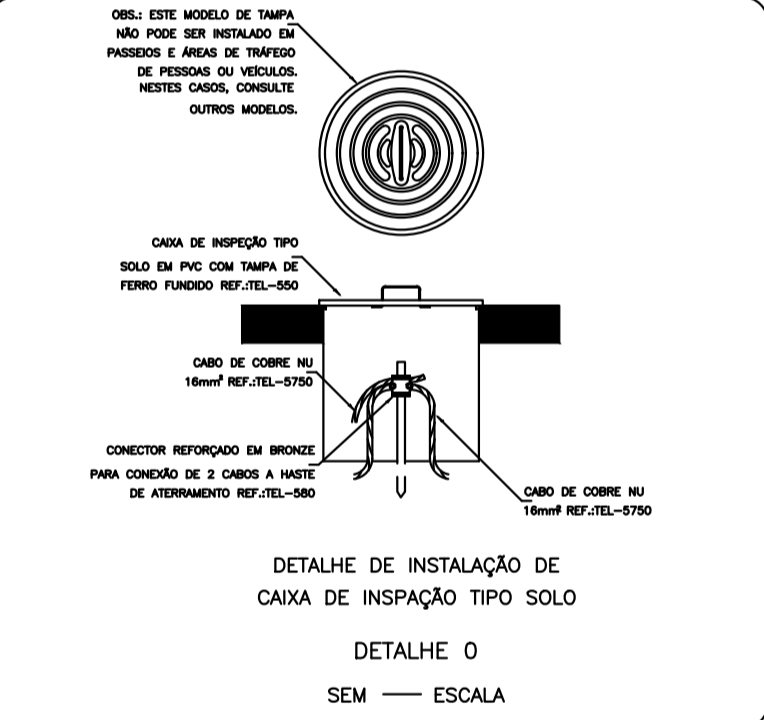 OBS.: ESTE MODELO DE TAMPA
NÃO PODE SER INSTALADO EM
PASSEIOS E ÁREAS DE TRÁFEGO
DE PESSOAS OU VEÍCULOS.
NESTES CASOS, CONSULTE
OUTROS MODELOS.
CAIXA DE INSPEÇÃO TIPO
SOLO EM PVC COM TAMPA DE
FERRO FUNDIDO REF.:TEL-550
CABO DE COBRE NU
16mm² REF.:TEL-5750
CONECTOR REFORÇADO EM BRONZE
PARA CONEXÃO DE 2 CABOS A HASTE
DE ATERRAMENTO REF.:TEL-580
CABO DE COBRE NU
16mm² REF.:TEL-5750
DETALHE DE INSTALAÇÃO DE
CAIXA DE INSPAÇÃO TIPO SOLO
DETALHE 0
SEM — ESCALA